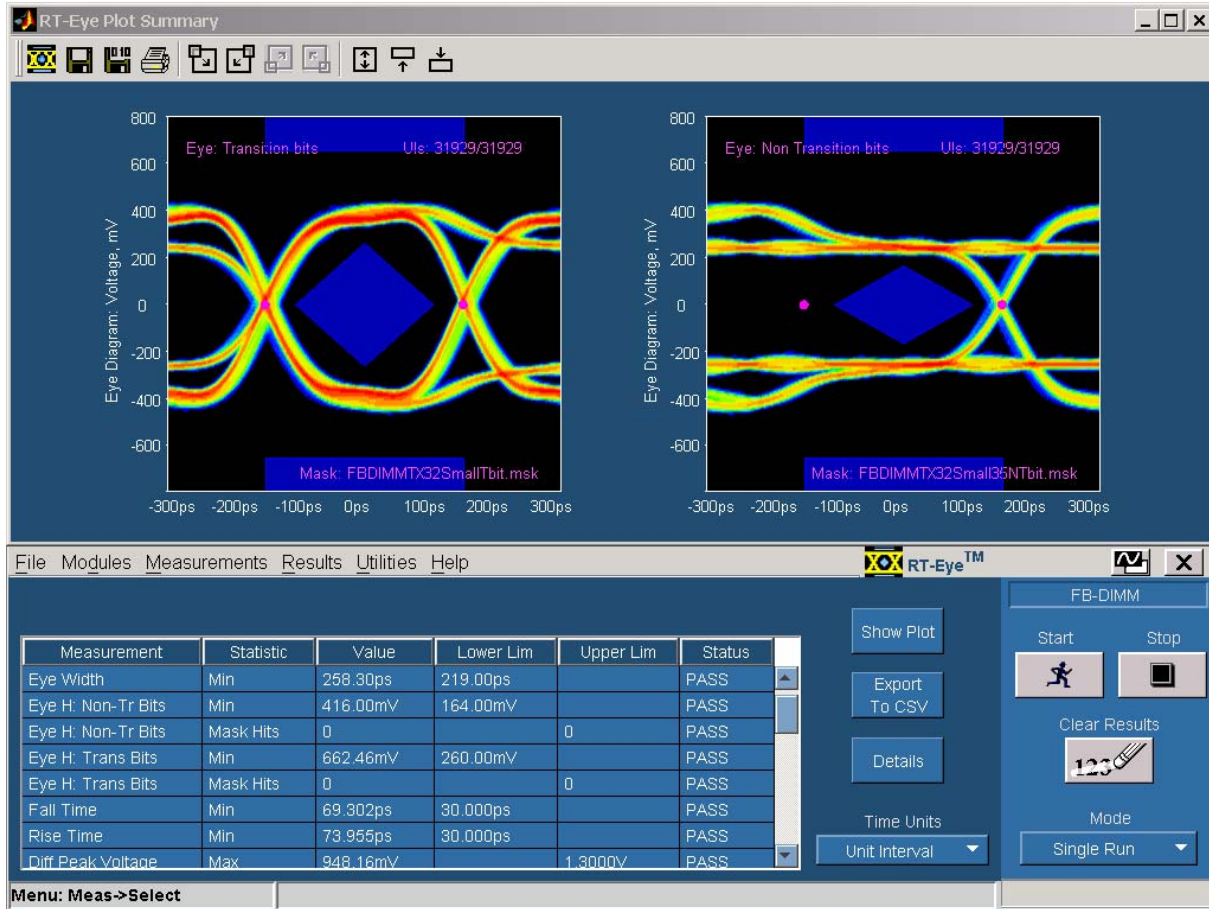 RT-Eye Plot Summary
800
600
400
200
0
-200
-400
-600
Eye Diagram: Voltage, mV
Eye: Transition bits UIs: 31929/31929
Mask: FBDIMMTX32SmallTbit.msk
-300ps -200ps -100ps 0ps 100ps 200ps 300ps
800
600
400
200
0
-200
-400
-600
Eye Diagram: Voltage, mV
Eye: Non Transition bits UIs: 31929/31929
Mask: FBDIMMTX32Small35NTbit.msk
-300ps -200ps -100ps 0ps 100ps 200ps 300ps
File Modules Measurements Results Utilities Help
RT-Eye™
Measurement Statistic Value Lower Lim Upper Lim Status
Eye Width Min 258.30ps 219.00ps PASS
Eye H: Non-Tr Bits Min 416.00mV 164.00mV PASS
Eye H: Non-Tr Bits Mask Hits 0 0 PASS
Eye H: Trans Bits Min 662.46mV 260.00mV PASS
Eye H: Trans Bits Mask Hits 0 0 PASS
Fall Time Min 69.302ps 30.000ps PASS
Rise Time Min 73.955ps 30.000ps PASS
Diff Peak Voltage Max 948.16mV 1.3000V PASS
Show Plot
Export
To CSV
Details
Time Units
Unit Interval
FB-DIMM
Start Stop
Clear Results
123
Mode
Single Run
Menu: Meas->Select